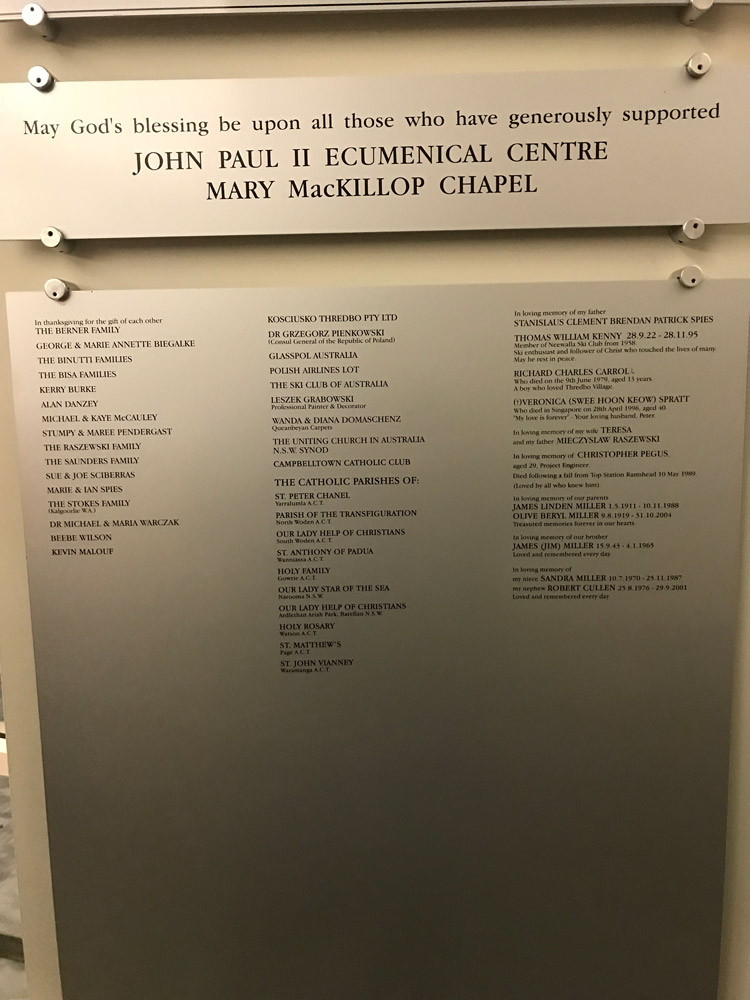 May God's blessing be upon all those who have generously supported
JOHN PAUL II ECUMENICAL CENTRE
MARY MacKILLOP CHAPEL
In thanksgiving for the gift of each other
THE BERNER FAMILY
GEORGE & MARIE ANNETTE BIEGALKE
THE BINUTTI FAMILIES
THE BISA FAMILIES
KERRY BURKE
ALAN DANZEY
MICHAEL & KAYE McCAULEY
STUMPY & MAREE PENDERGAST
THE RASZEWSKI FAMILY
THE SAUNDERS FAMILY
SUE & JOE SCIBERRAS
MARIE & IAN SPIES
THE STOKES FAMILY
(Kalgoorlie W.A.)
DR MICHAEL & MARIA WARCZAK
BEEBE WILSON
KEVIN MALOUF
KOSCIUSKO THREDBO PTY LTD
DR GRZEGORZ PIENKOWSKI
(Consul General of the Republic of Poland)
GLASSPOL AUSTRALIA
POLISH AIRLINES LOT
THE SKI CLUB OF AUSTRALIA
LESZEK GRABOWSKI
Professional Painter & Decorator
WANDA & DIANA DOMASCHENZ
Queanbeyan Carpets
THE UNITING CHURCH IN AUSTRALIA
N.S.W. SYNOD
CAMPBELLTOWN CATHOLIC CLUB
THE CATHOLIC PARISHES OF:
ST. PETER CHANEL
Yarralumla A.C.T.
PARISH OF THE TRANSFIGURATION
North Woden A.C.T.
OUR LADY HELP OF CHRISTIANS
South Woden A.C.T.
ST. ANTHONY OF PADUA
Wanniassa A.C.T.
HOLY FAMILY
Gowrie A.C.T.
OUR LADY STAR OF THE SEA
Narooma N.S.W.
OUR LADY HELP OF CHRISTIANS
Ardlethan Ariah Park, Barellan N.S.W.
HOLY ROSARY
Watson A.C.T.
ST. MATTHEW'S
Page A.C.T.
ST. JOHN VIANNEY
Waramanga A.C.T.
In loving memory of my father
STANISLAUS CLEMENT BRENDAN PATRICK SPIES
THOMAS WILLIAM KENNY 28.9.22 - 28.11.95
Member of Neewalla Ski Club from 1958.
Ski enthusiast and follower of Christ who touched the lives of many.
May he rest in peace.
RICHARD CHARLES CARROLL
Who died on the 9th June 1979, aged 13 years
A boy who loved Thredbo Village.
(†)VERONICA (SWEE HOON KEOW) SPRATT
Who died in Singapore on 28th April 1996, aged 40
"My love is forever" - Your loving husband, Peter.
In loving memory of my wife TERESA
and my father MIECZYSLAW RASZEWSKI
In loving memory of CHRISTOPHER PEGUS,
aged 29, Project Engineer
Died following a fall from Top Station Ramshead 10 May 1989.
(Loved by all who knew him)
In loving memory of our parents
JAMES LINDEN MILLER 1.5.1911 - 10.11.1988
OLIVE BERYL MILLER 9.8.1919 - 31.10.2004
Treasured memories forever in our hearts
In loving memory of our brother
JAMES (JIM) MILLER 15.9.43 - 4.1.1965
Loved and remembered every day
In loving memory of
my niece SANDRA MILLER 10.7.1970 - 25.11.1987
my nephew ROBERT CULLEN 25.8.1976 - 29.9.2001
Loved and remembered every day